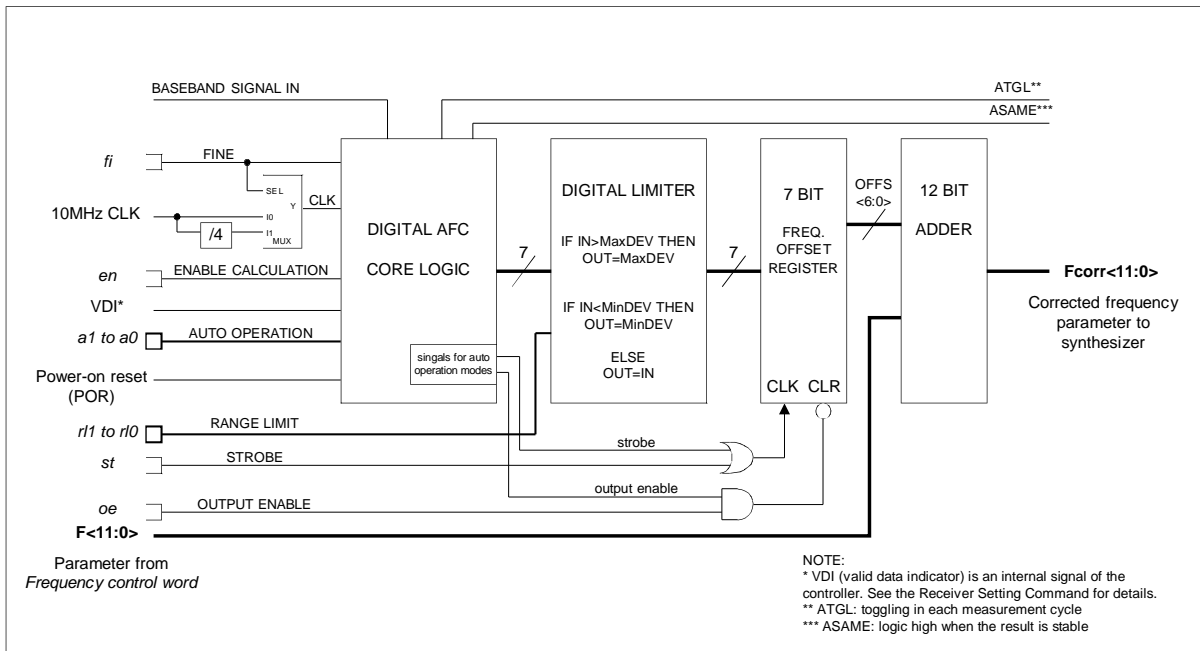 BASEBAND SIGNAL IN
ATGL**
ASAME***
fi
FINE
SEL
Y
CLK
10MHz CLK
I0
I1
MUX
/4
en
ENABLE CALCULATION
VDI*
a1 to a0
AUTO OPERATION
Power-on reset
(POR)
rl1 to rl0
RANGE LIMIT
st
STROBE
oe
OUTPUT ENABLE
F<11:0>
Parameter from
Frequency control word
DIGITAL AFC
CORE LOGIC
singals for auto
operation modes
7
DIGITAL LIMITER
IF IN>MaxDEV THEN
OUT=MaxDEV
IF IN<MinDEV THEN
OUT=MinDEV
ELSE
OUT=IN
7
7 BIT
FREQ.
OFFSET
REGISTER
CLK CLR
strobe
output enable
OFFS
<6:0>
12 BIT
ADDER
Fcorr<11:0>
Corrected frequency
parameter to
synthesizer
NOTE:
* VDI (valid data indicator) is an internal signal of the
controller. See the Receiver Setting Command for details.
** ATGL: toggling in each measurement cycle
*** ASAME: logic high when the result is stable